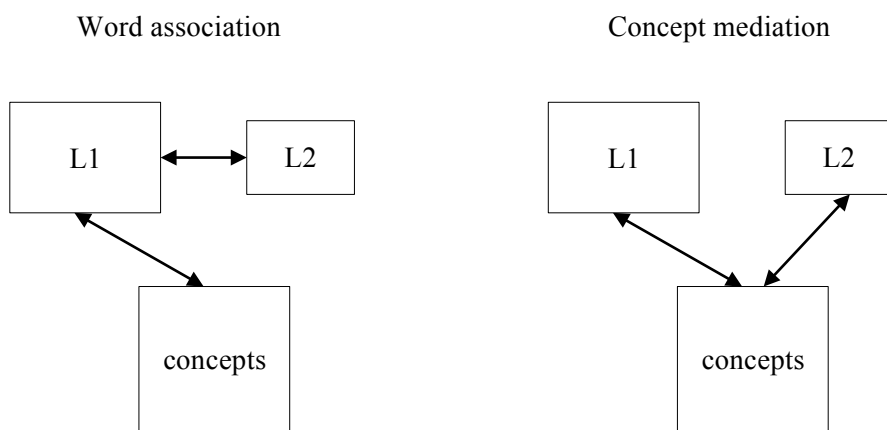 Word association
Concept mediation
L1
L2
L1
L2
concepts
concepts